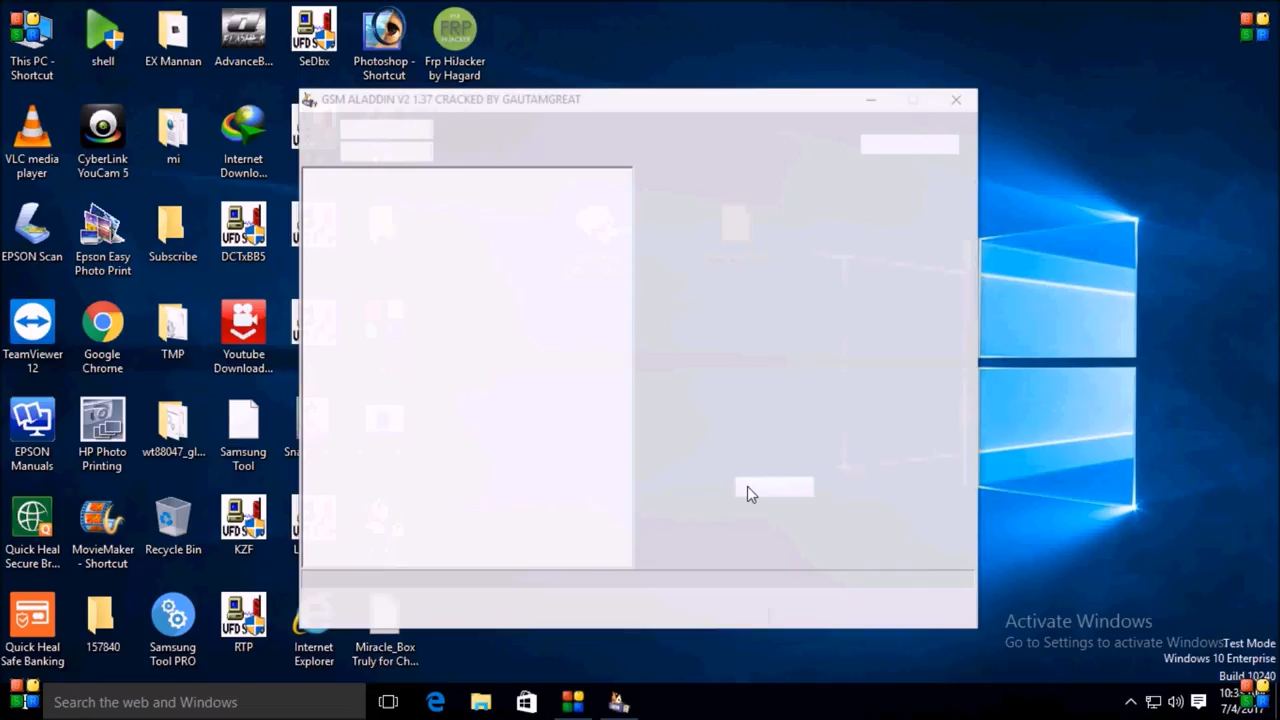 This PC - Shortcut
shell
EX Mannan
AdvanceB...
SeDbx
Photoshop - Shortcut
FRP
HIJACKER
Frp HiJacker by Hagard
GSM ALADDIN V2 1.37 CRACKED BY GAUTAMGREAT
VLC media player
CyberLink YouCam 5
mi
Internet Downlo...
EPSON Scan
Epson Easy Photo Print
Subscribe
DCTxBB5
TeamViewer 12
Google Chrome
TMP
Youtube Download...
EPSON Manuals
HP Photo Printing
wt88047_gl...
Samsung Tool
Quick Heal Secure Br...
MovieMaker - Shortcut
Recycle Bin
KZF
Quick Heal Safe Banking
157840
Samsung Tool PRO
RTP
Internet Explorer
Miracle_Box Truly for Ch...
Activate Windows
Go to Settings to activate Windows
Test Mode
Windows 10 Enterprise
Build 10240
Search the web and Windows
7/4/2017